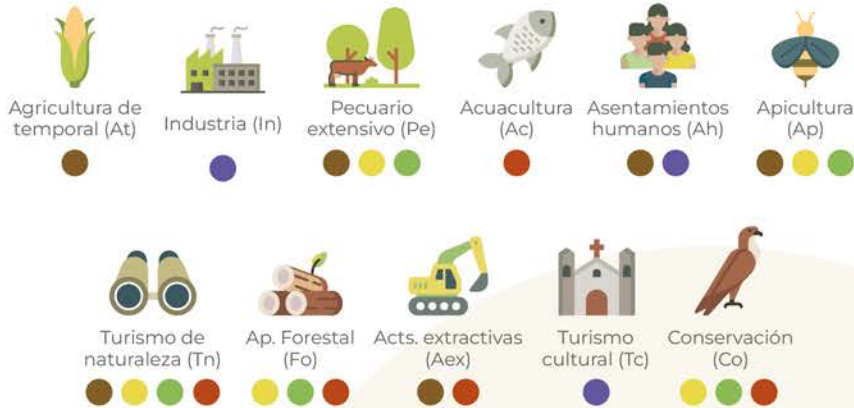 Agricultura de
temporal (At)
Industria (In)
Pecuario
extensivo (Pe)
Acuacultura
(Ac)
Asentamientos
humanos (Ah)
Apicultura
(Ap)
Turismo de
naturaleza (Tn)
Ap. Forestal
(Fo)
Acts. extractivas
(Aex)
Turismo
cultural (Tc)
Conservación
(Co)